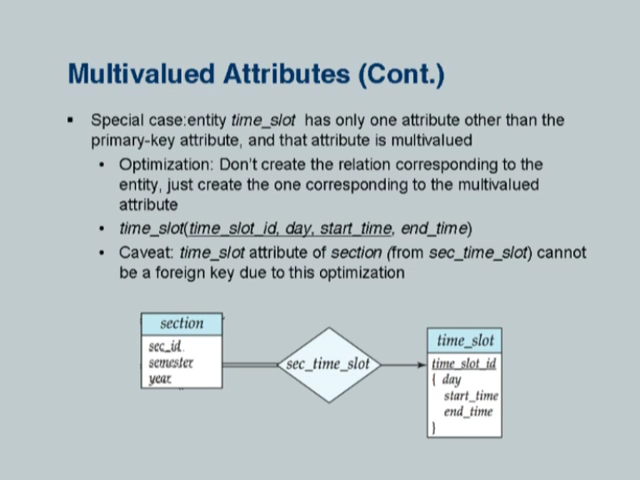 Multivalued Attributes (Cont.)
▪ Special case:entity time_slot has only one attribute other than the
primary-key attribute, and that attribute is multivalued
• Optimization: Don't create the relation corresponding to the
entity, just create the one corresponding to the multivalued
attribute
• time_slot(time_slot_id, day, start_time, end_time)
• Caveat: time_slot attribute of section (from sec_time_slot) cannot
be a foreign key due to this optimization
section
sec_id
semester
year
sec_time_slot
time_slot
time_slot_id
{ day
start_time
end_time
}